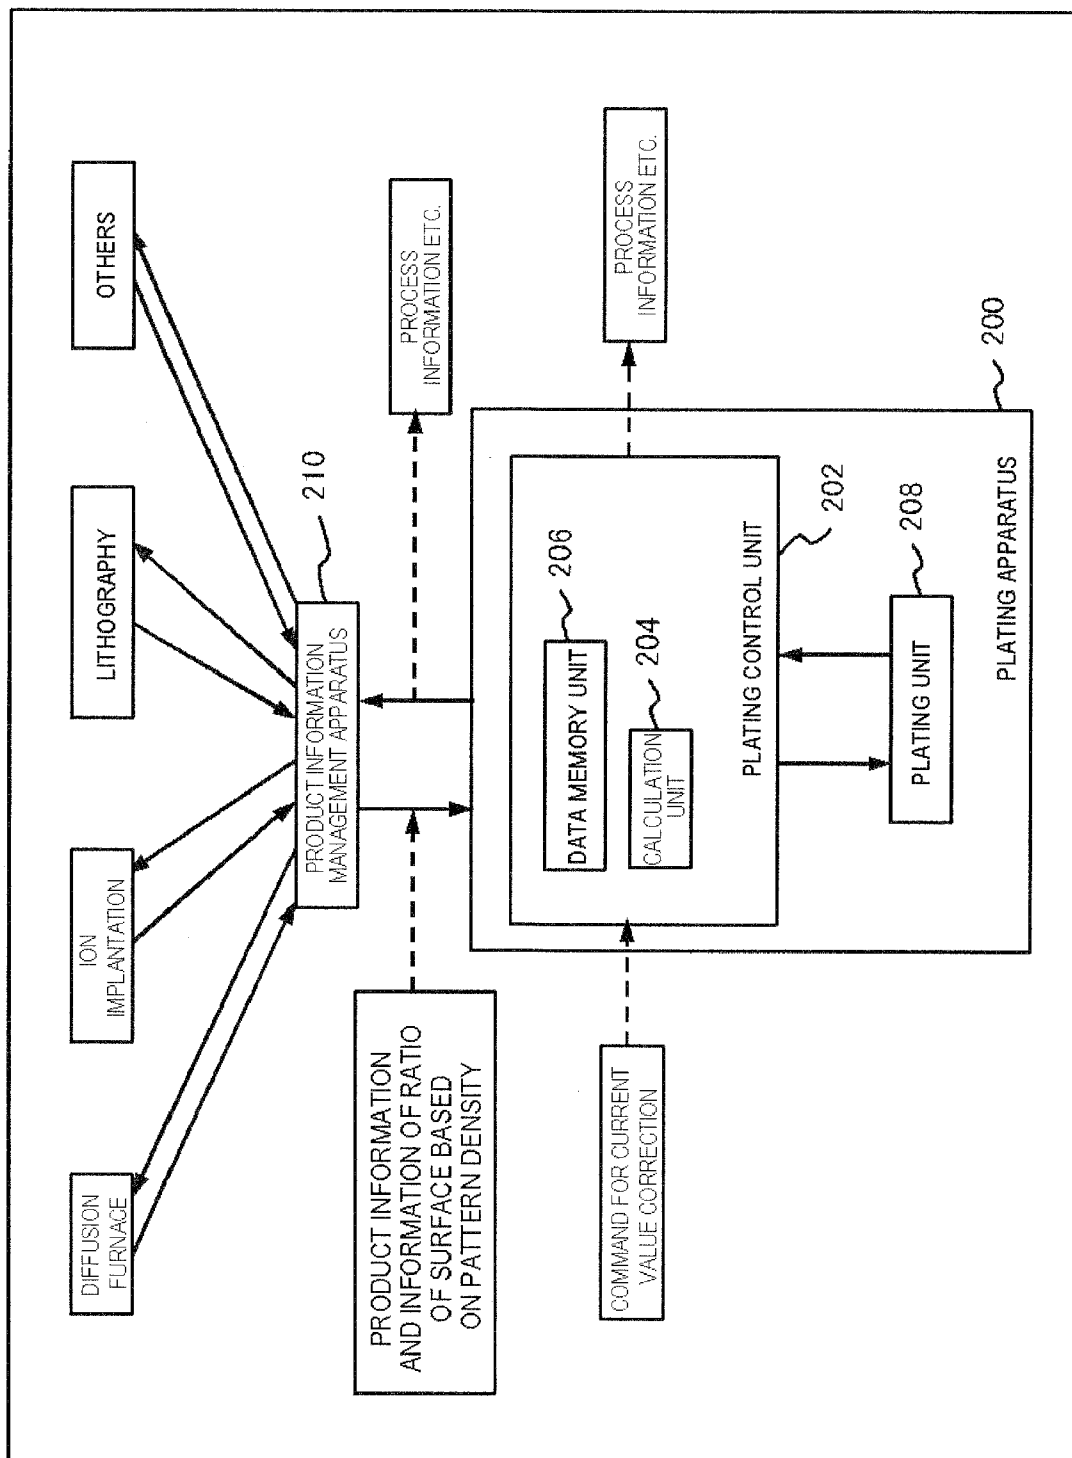 DIFFUSION
FURNACE
ION
IMPLANTATION
LITHOGRAPHY
OTHERS
PRODUCT INFORMATION
MANAGEMENT APPARATUS
210
PRODUCT INFORMATION
AND INFORMATION OF RATIO
OF SURFACE BASED
ON PATTERN DENSITY
PROCESS
INFORMATION ETC.
COMMAND FOR CURRENT
VALUE CORRECTION
DATA MEMORY UNIT
206
CALCULATION
UNIT
204
PLATING CONTROL UNIT
202
PROCESS
INFORMATION ETC.
PLATING UNIT
208
PLATING APPARATUS
200